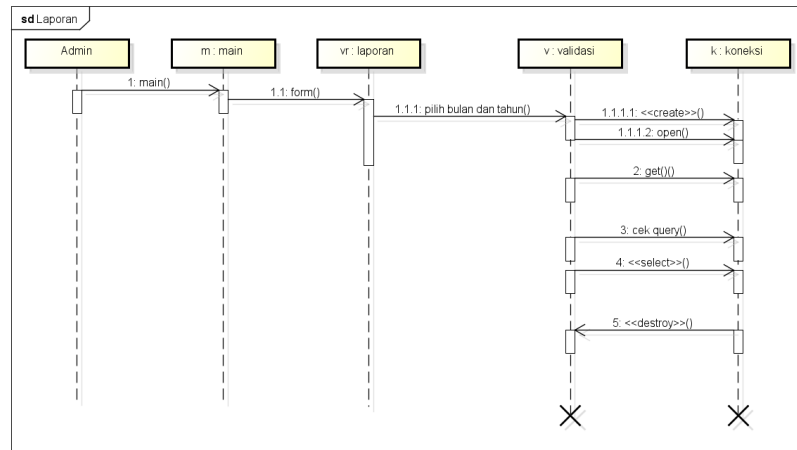 sd Laporan
Admin
m : main
vr : laporan
v : validasi
k : koneksi
1: main()
1.1: form()
1.1.1: pilih bulan dan tahun()
1.1.1.1: <<create>>()
1.1.1.2: open()
2: get()()
3: cek query()
4: <<select>>()
5: <<destroy>>()